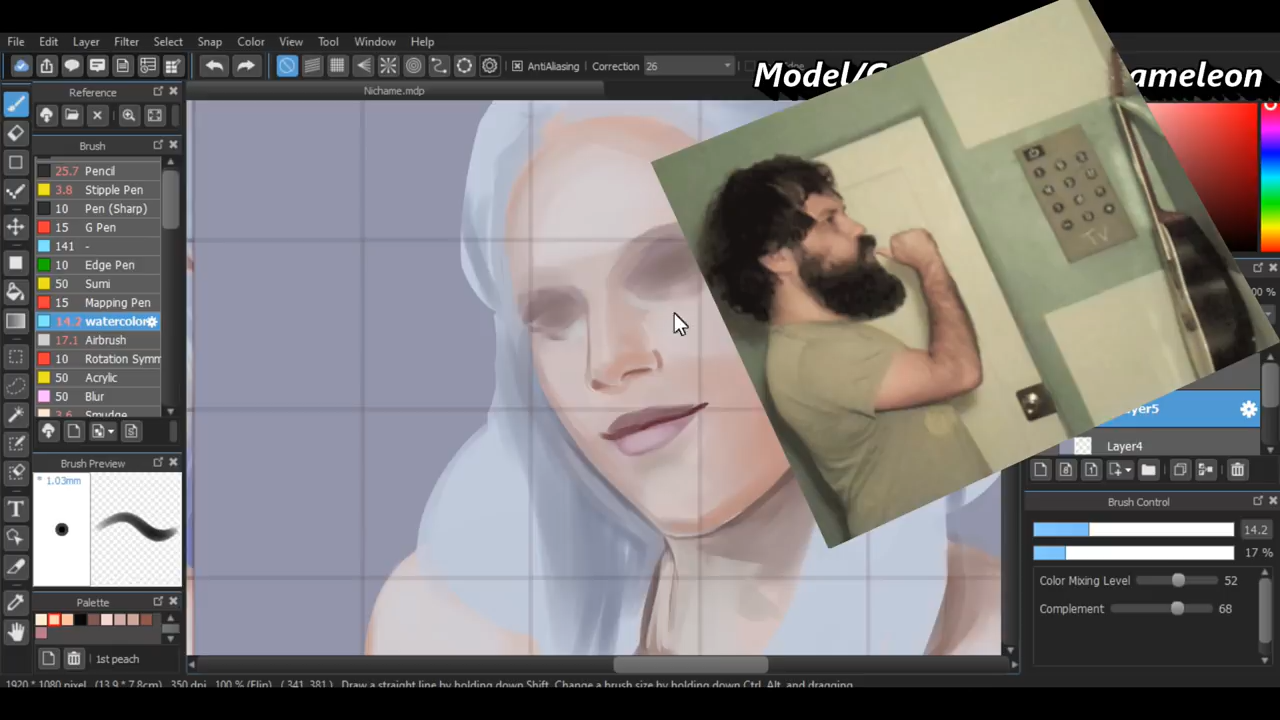 File Edit Layer Filter Select Snap Color View Tool Window Help
AntiAliasing Correction 26
Model/
ameleon
Reference
Nichame.mdp
Brush
25.7 Pencil
3.8 Stipple Pen
10 Pen (Sharp)
15 G Pen
141 -
10 Edge Pen
50 Sumi
15 Mapping Pen
14.2 watercolor
17.1 Airbrush
10 Rotation Symm
50 Acrylic
50 Blur
3.6 Smudge
Brush Preview
1.03mm
Palette
1st peach
TV
00 %
ayer5
Layer4
Brush Control
14.2
17 %
Color Mixing Level 52
Complement 68
1920 * 1080 pixel (13.9 * 7.8cm) 350 dpi 100 % (Flip) ( 341, 381 ) Draw a straight line by holding down Shift, Change a brush size by holding down Ctrl, Alt, and dragging